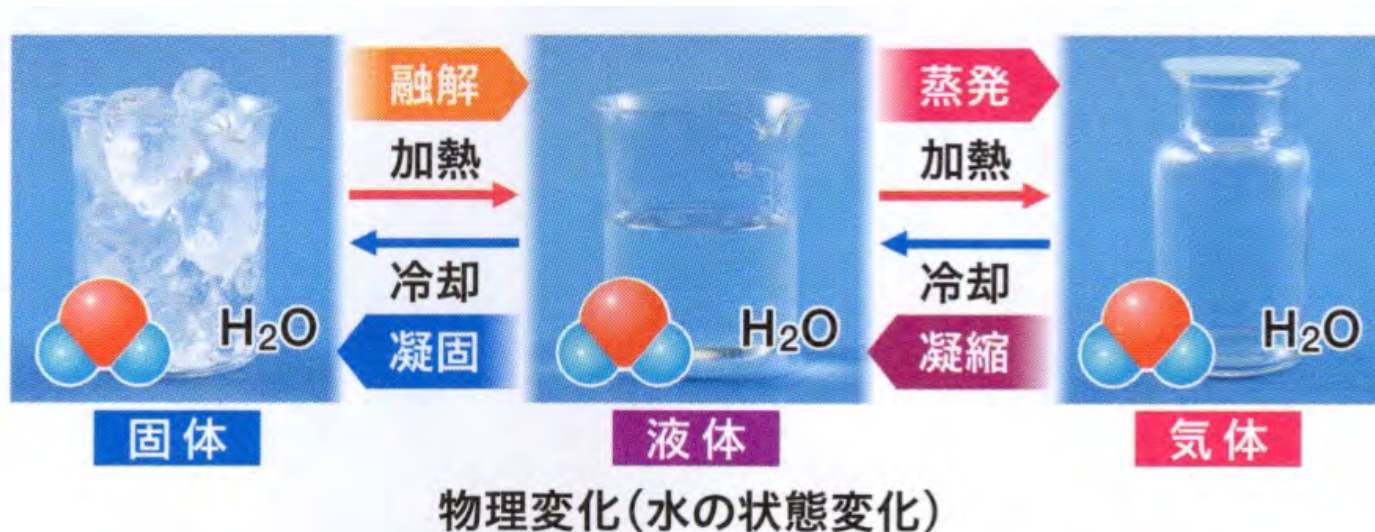 融解
加熱
冷却
凝固
蒸発
加熱
冷却
凝縮
H₂O
H₂O
H₂O
固体
液体
気体
物理変化(水の状態変化)